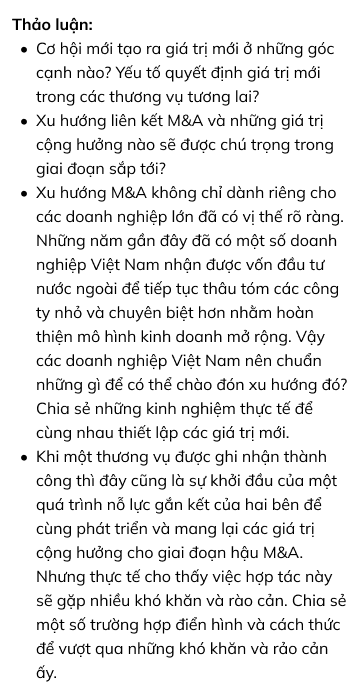 Thảo luận:
• Cơ hội mới tạo ra giá trị mới ở những góc
cạnh nào? Yếu tố quyết định giá trị mới
trong các thương vụ tương lai?
• Xu hướng liên kết M&A và những giá trị
cộng hưởng nào sẽ được chú trọng trong
giai đoạn sắp tới?
• Xu hướng M&A không chỉ dành riêng cho
các doanh nghiệp lớn đã có vị thế rõ ràng.
Những năm gần đây đã có một số doanh
nghiệp Việt Nam nhận được vốn đầu tư
nước ngoài để tiếp tục thâu tóm các công
ty nhỏ và chuyên biệt hơn nhằm hoàn
thiện mô hình kinh doanh mở rộng. Vậy
các doanh nghiệp Việt Nam nên chuẩn
những gì để có thể chào đón xu hướng đó?
Chia sẻ những kinh nghiệm thực tế để
cùng nhau thiết lập các giá trị mới.
• Khi một thương vụ được ghi nhận thành
công thì đây cũng là sự khởi đầu của một
quá trình nỗ lực gắn kết của hai bên để
cùng phát triển và mang lại các giá trị
cộng hưởng cho giai đoạn hậu M&A.
Nhưng thực tế cho thấy việc hợp tác này
sẽ gặp nhiều khó khăn và rào cản. Chia sẻ
một số trường hợp điển hình và cách thức
để vượt qua những khó khăn và rảo cản
ấy.